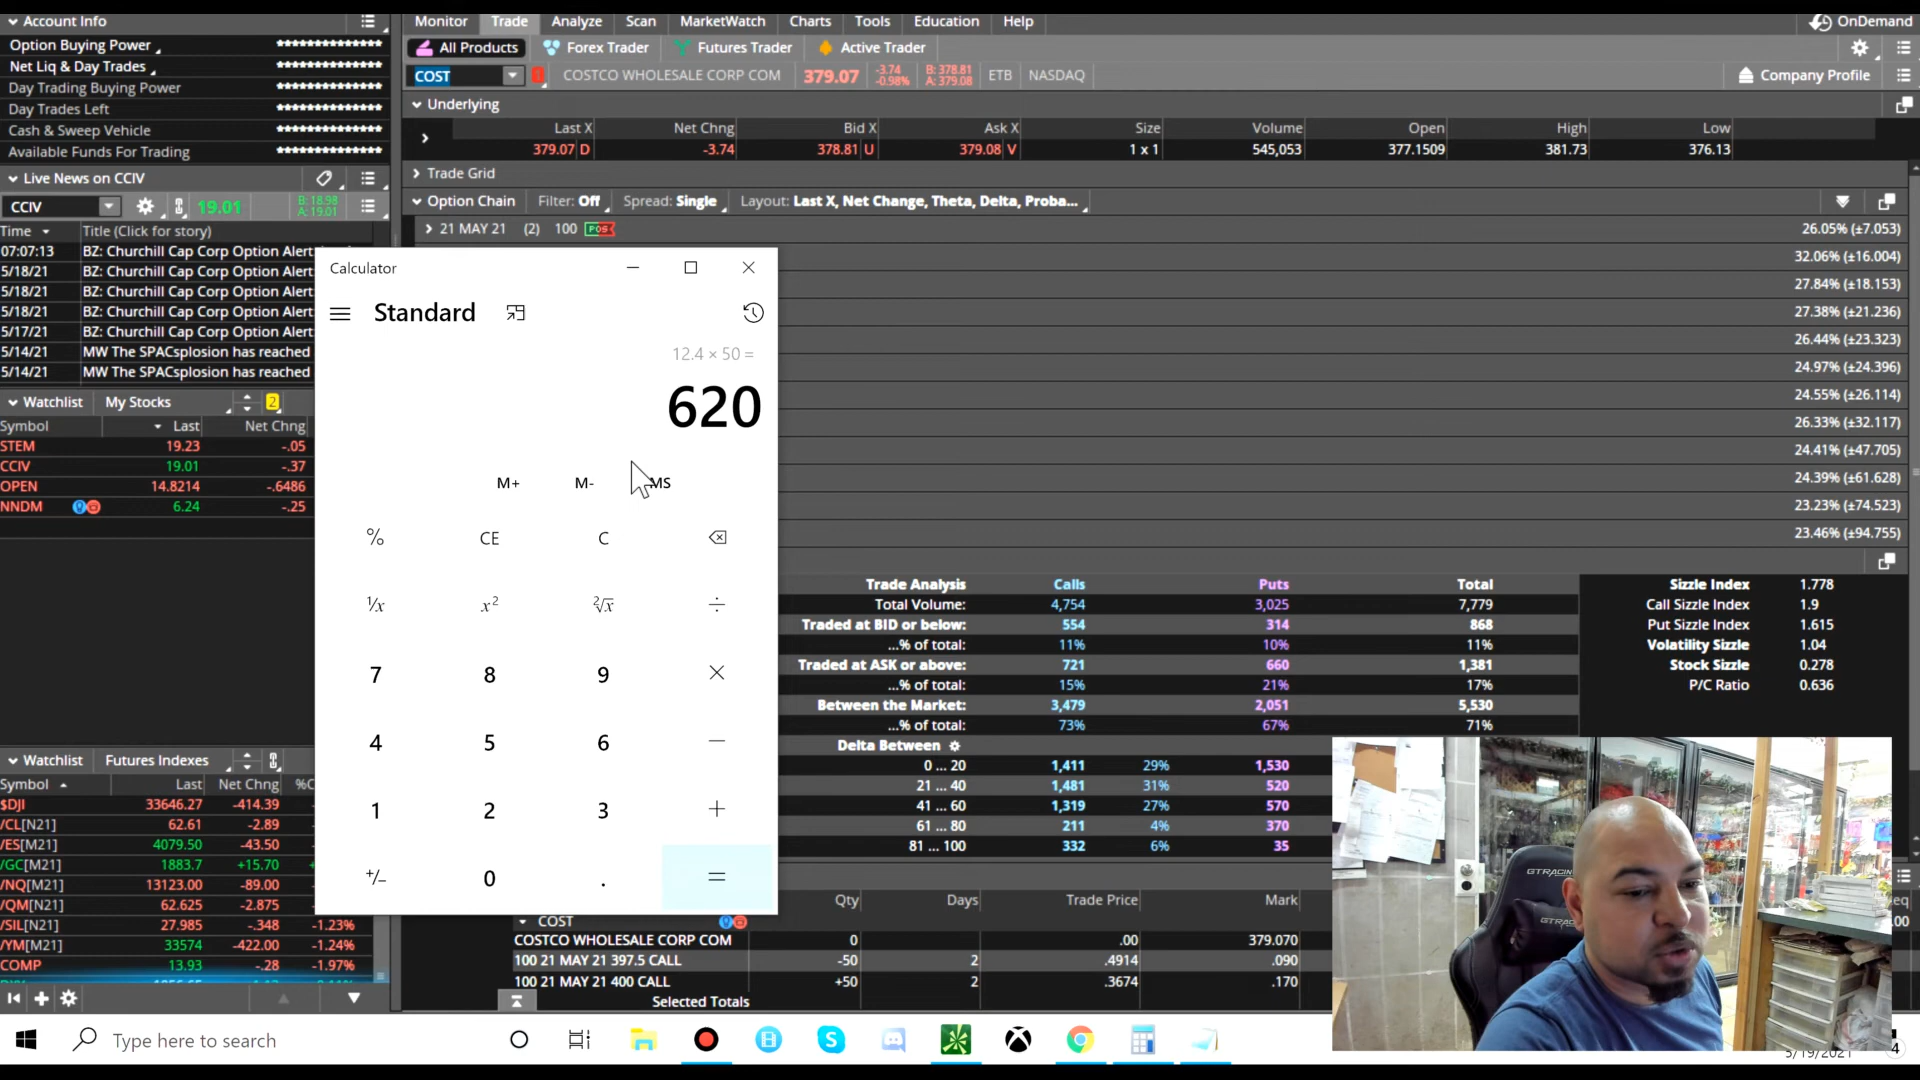 Account Info
Option Buying Power ***************
Net Liq & Day Trades ***************
Day Trading Buying Power ***************
Day Trades Left ***************
Cash & Sweep Vehicle ***************
Available Funds For Trading ***************
Live News on CCIV
CCIV 19.01 B: 18.98 A: 19.01
Time Title (Click for story)
07:07:13 BZ: Churchill Cap Corp Option Alert
5/18/21 BZ: Churchill Cap Corp Option Alert
5/18/21 BZ: Churchill Cap Corp Option Alert
5/18/21 BZ: Churchill Cap Corp Option Alert
5/17/21 BZ: Churchill Cap Corp Option Alert
5/14/21 MW The SPACsplosion has reached
5/14/21 MW The SPACsplosion has reached
Watchlist My Stocks 2
Symbol Last Net Chng
STEM 19.23 -.05
CCIV 19.01 -.37
OPEN 14.8214 -.6486
NNDM 6.24 -.25
Watchlist Futures Indexes
Symbol Last Net Chng %C
$DJI 33646.27 -414.39
/CL[N21] 62.61 -2.89
/ES[M21] 4079.50 -43.50
/GC[M21] 1883.7 +15.70
/NQ[M21] 13123.00 -89.00
/QM[M21] 62.625 -2.875
/SIL[N21] 27.985 -.348 -1.23%
/YM[M21] 33574 -422.00 -1.24%
COMP 13.93 -.28 -1.97%
Monitor Trade Analyze Scan MarketWatch Charts Tools Education Help OnDemand
All Products Forex Trader Futures Trader Active Trader
COST COSTCO WHOLESALE CORP COM 379.07 -3.74 -0.98% B: 378.81 A: 379.08 ETB NASDAQ Company Profile
Underlying
Last X Net Chng Bid X Ask X Size Volume Open High Low
379.07 D -3.74 378.81 U 379.08 V 1 x 1 545,053 377.1509 381.73 376.13
Trade Grid
Option Chain Filter: Off Spread: Single Layout: Last X, Net Change, Theta, Delta, Proba...
21 MAY 21 (2) 100 POS 26.05% (±7.053)
32.06% (±16.004)
27.84% (±18.153)
27.38% (±21.236)
26.44% (±23.323)
24.97% (±24.396)
24.55% (±26.114)
26.33% (±32.117)
24.41% (±47.705)
24.39% (±61.628)
23.23% (±74.523)
23.46% (±94.755)
Calculator
Standard
12.4 × 50 =
620
M+ M- MS
% CE C
¹/x x² ²√x ÷
7 8 9 ×
4 5 6 −
1 2 3 +
+/− 0 . =
Trade Analysis Calls Puts Total
Total Volume: 4,754 3,025 7,779
Traded at BID or below: 554 314 868
...% of total: 11% 10% 11%
Traded at ASK or above: 721 660 1,381
...% of total: 15% 21% 17%
Between the Market: 3,479 2,051 5,530
...% of total: 73% 67% 71%
Delta Between
0 ... 20 1,411 29% 1,530
21 ... 40 1,481 31% 520
41 ... 60 1,319 27% 570
61 ... 80 211 4% 370
81 ... 100 332 6% 35
Sizzle Index 1.778
Call Sizzle Index 1.9
Put Sizzle Index 1.615
Volatility Sizzle 1.04
Stock Sizzle 0.278
P/C Ratio 0.636
Qty Days Trade Price Mark
COST
COSTCO WHOLESALE CORP COM 0 .00 379.070
100 21 MAY 21 397.5 CALL -50 2 .4914 .090
100 21 MAY 21 400 CALL +50 2 .3674 .170
Selected Totals
GTRACING
GTRA
Type here to search
5/19/2021
4